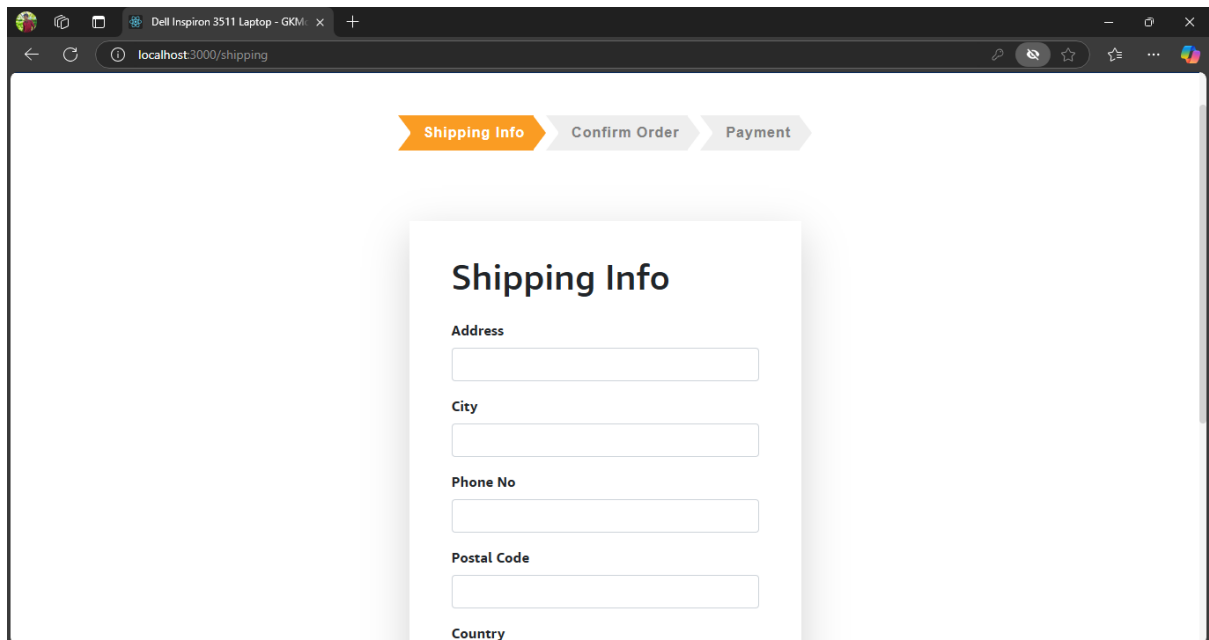 Dell Inspiron 3511 Laptop - GKM
localhost:3000/shipping
Shipping Info
Confirm Order
Payment
Shipping Info
Address
City
Phone No
Postal Code
Country